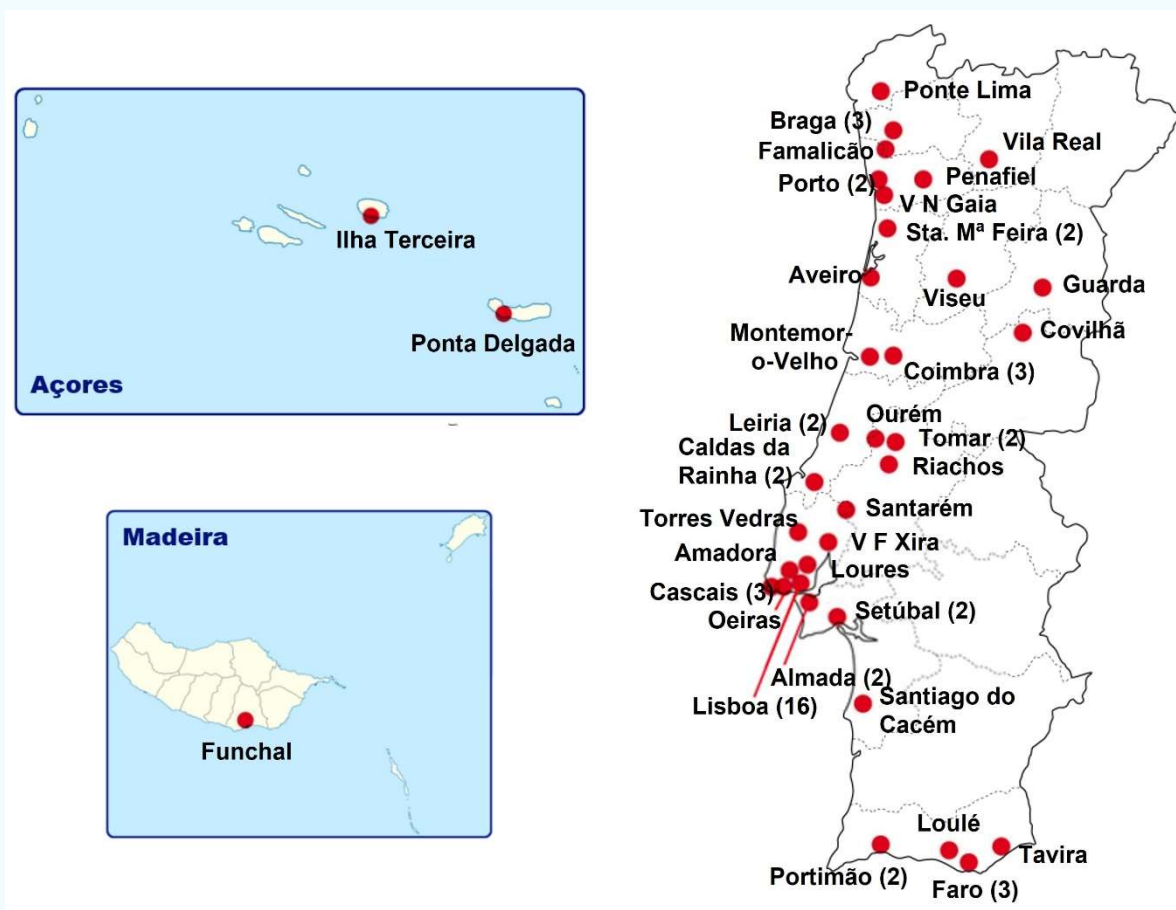 Ilha Terceira
Ponta Delgada
Açores
Madeira
Funchal
Ponte Lima
Braga (3)
Vila Real
Famalicão
Penafiel
Porto (2)
V N Gaia
Sta. Mª Feira (2)
Aveiro
Viseu
Guarda
Covilhã
Montemor-
o-Velho
Coimbra (3)
Ourém
Leiria (2)
Tomar (2)
Caldas da
Rainha (2)
Riachos
Santarém
Torres Vedras
V F Xira
Amadora
Loures
Cascais (3)
Oeiras
Setúbal (2)
Almada (2)
Lisboa (16)
Santiago do
Cacém
Loulé
Tavira
Portimão (2)
Faro (3)